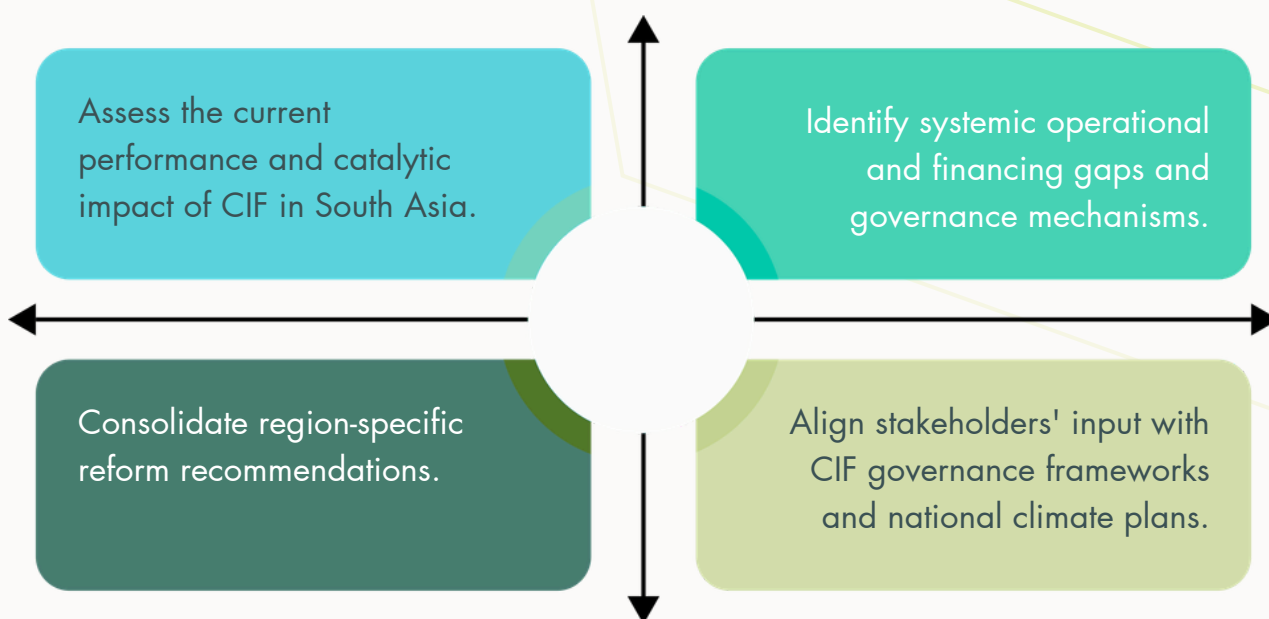 Assess the current
performance and catalytic
impact of CIF in South Asia.
Identify systemic operational
and financing gaps and
governance mechanisms.
Consolidate region-specific
reform recommendations.
Align stakeholders' input with
CIF governance frameworks
and national climate plans.